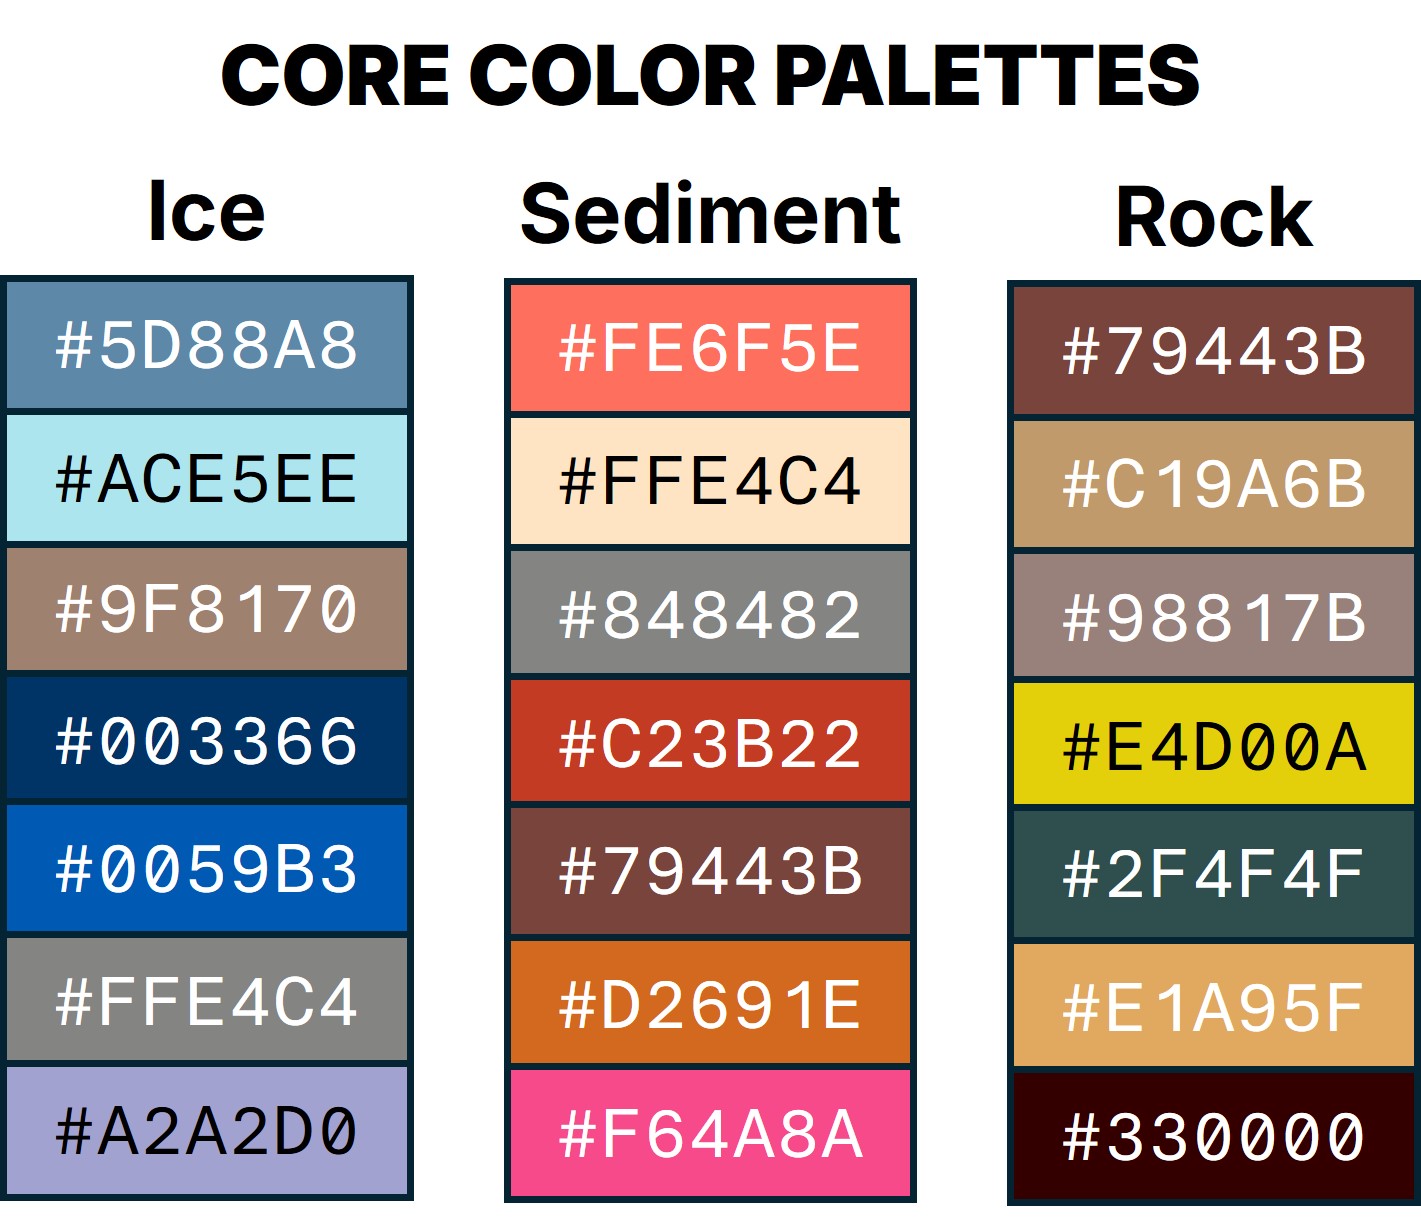 CORE COLOR PALETTES
Ice
#5D88A8
#ACE5EE
#9F8170
#003366
#0059B3
#FFE4C4
#A2A2D0
Sediment
#FE6F5E
#FFE4C4
#848482
#C23B22
#79443B
#D2691E
#F64A8A
Rock
#79443B
#C19A6B
#98817B
#E4D00A
#2F4F4F
#E1A95F
#330000